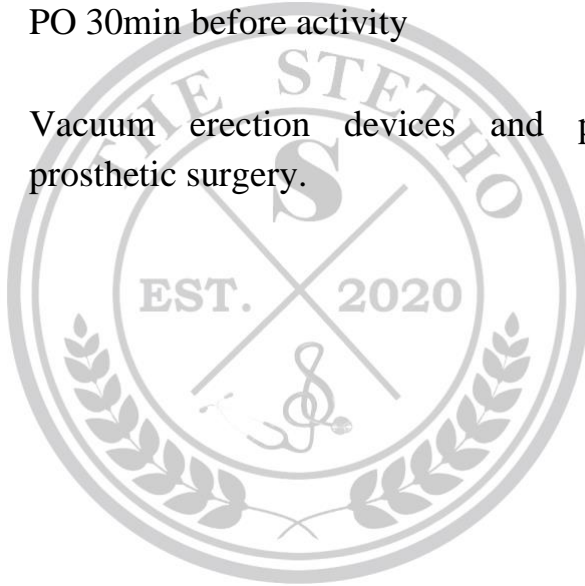 PO 30min before activity
THE STETHO
S
Vacuum erection devices and p
prosthetic surgery.
EST. 2020